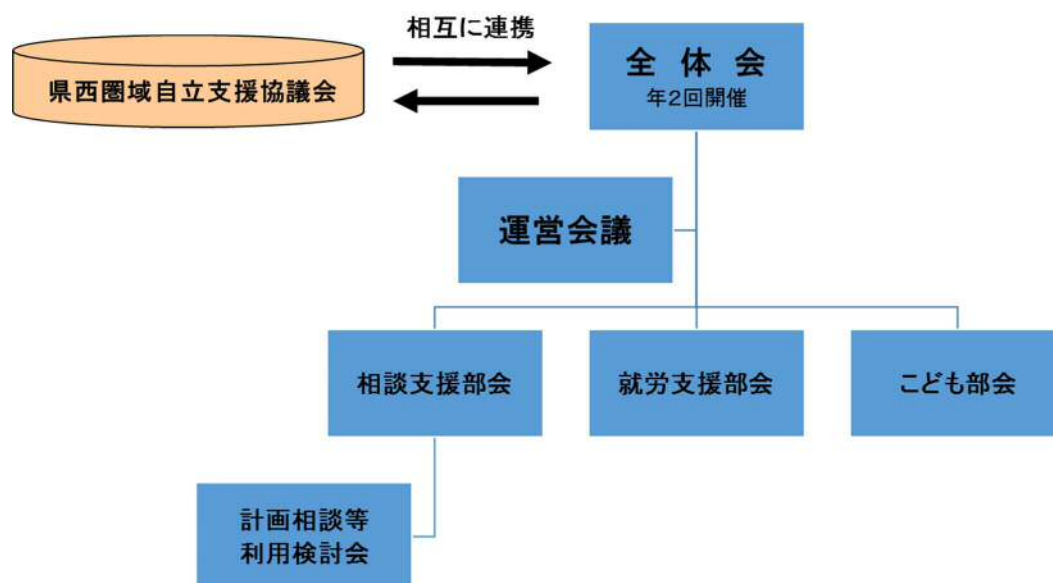 相互に連携
県西圏域自立支援協議会
全 体 会
年2回開催
運営会議
相談支援部会
就労支援部会
こども部会
計画相談等
利用検討会